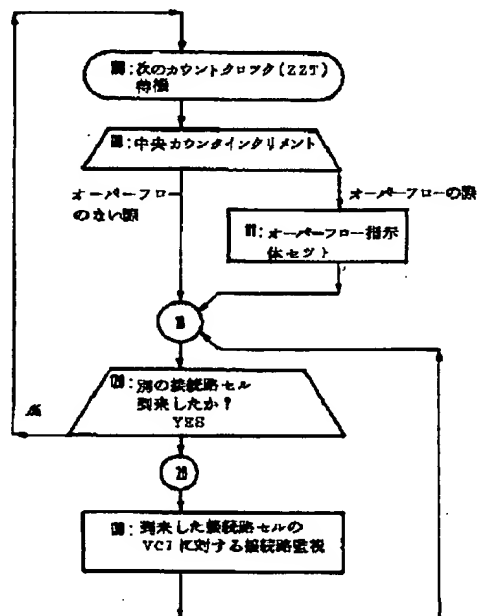 :次のカウントクロック(ZZT)
待機
:中央カウンタインクリメント
オーバーフロー
のない際
オーバーフローの際
:オーバーフロー指示
体セット
120:別の接続路セル
到来したか?
YES
:到来した接続路セルの
VCIに対する接続路監視